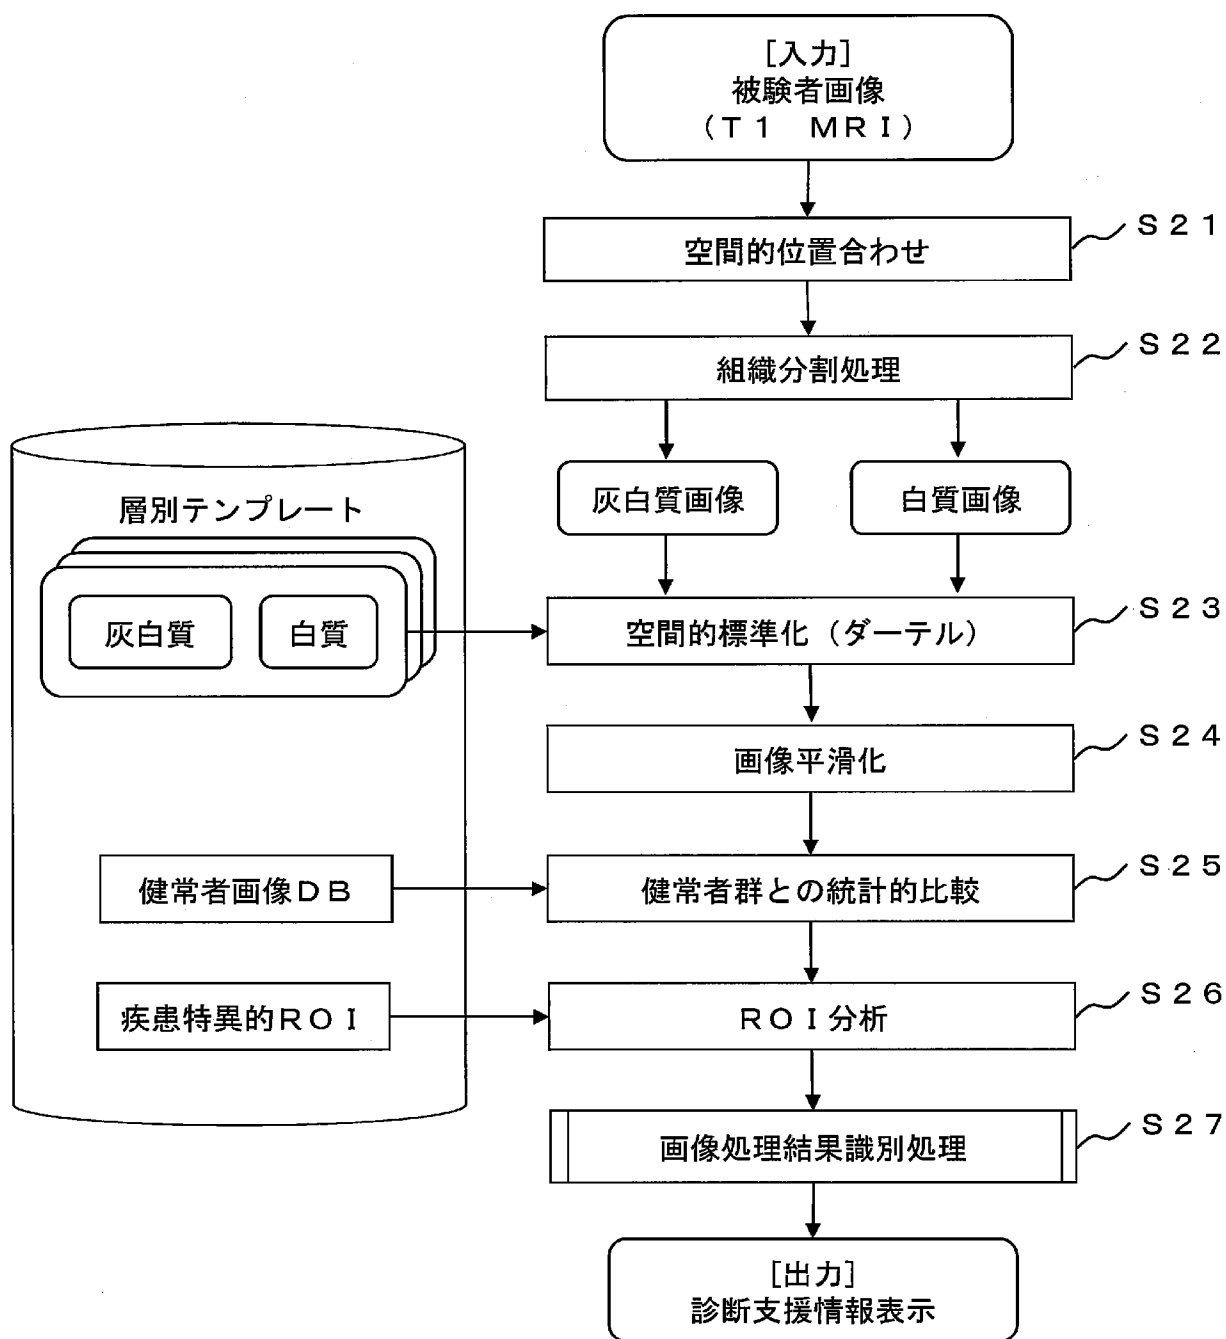 [入力]
被験者画像
(T1 MRI)
空間的位置合わせ
S21
組織分割処理
S22
灰白質画像
白質画像
層別テンプレート
灰白質
白質
空間的標準化(ダーテル)
S23
画像平滑化
S24
健常者画像DB
健常者群との統計的比較
S25
疾患特異的ROI
ROI分析
S26
画像処理結果識別処理
S27
[出力]
診断支援情報表示